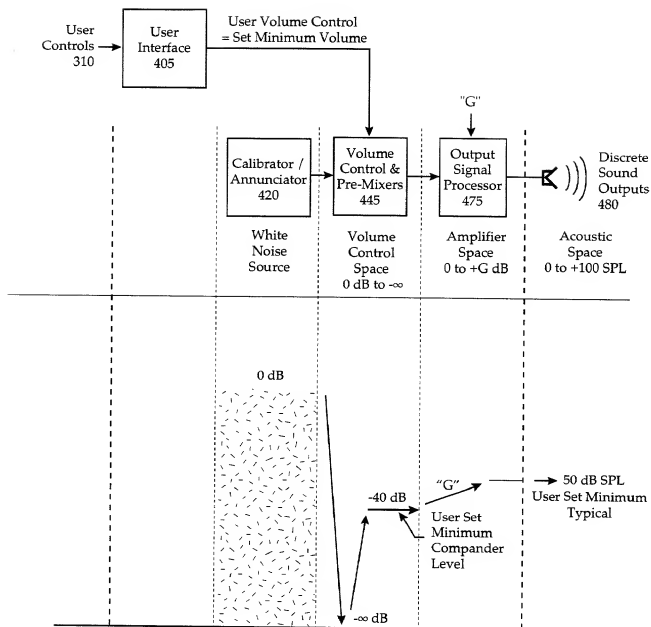 User
Controls
310
User
Interface
405
User Volume Control
= Set Minimum Volume
"G"
Calibrator /
Annunciator
420
Volume
Control &
Pre-Mixers
445
Output
Signal
Processor
475
Discrete
Sound
Outputs
480
White
Noise
Source
Volume
Control
Space
0 dB to -∞
Amplifier
Space
0 to +G dB
Acoustic
Space
0 to +100 SPL
0 dB
-40 dB
"G"
50 dB SPL
User Set Minimum
Typical
User Set
Minimum
Compander
Level
-∞ dB